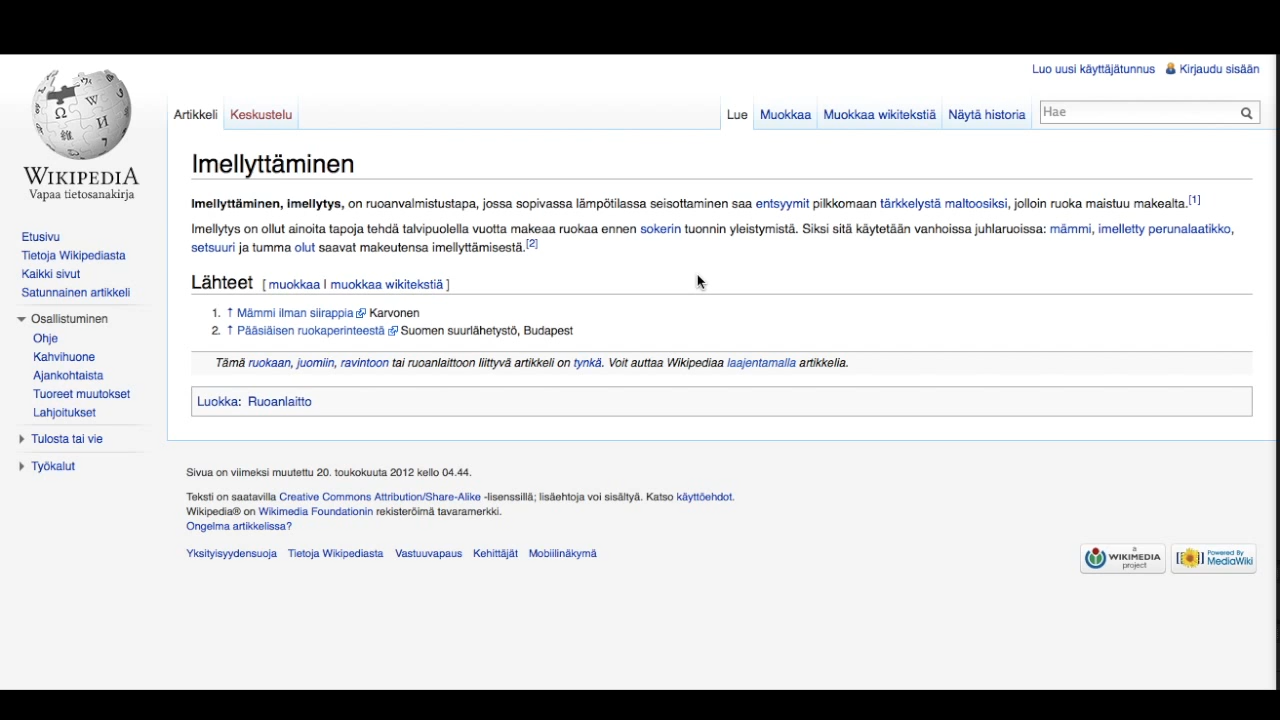 Luo uusi käyttäjätunnus Kirjaudu sisään
Artikkeli Keskustelu Lue Muokkaa Muokkaa wikitekstiä Näytä historia Hae
WIKIPEDIA
Vapaa tietosanakirja
Etusivu
Tietoja Wikipediasta
Kaikki sivut
Satunnainen artikkeli
Osallistuminen
Ohje
Kahvihuone
Ajankohtaista
Tuoreet muutokset
Lahjoitukset
Tulosta tai vie
Työkalut
Imellyttäminen
Imellyttäminen, imellytys, on ruoanvalmistustapa, jossa sopivassa lämpötilassa seisottaminen saa entsyymit pilkkomaan tärkkelystä maltoosiksi, jolloin ruoka maistuu makealta.[1]
Imellytys on ollut ainoita tapoja tehdä talvipuolella vuotta makeaa ruokaa ennen sokerin tuonnin yleistymistä. Siksi sitä käytetään vanhoissa juhlaruoissa: mämmi, imelletty perunalaatikko,
setsuuri ja tumma olut saavat makeutensa imellyttämisestä.[2]
Lähteet [ muokkaa | muokkaa wikitekstiä ]
1. ↑ Mämmi ilman siirappia Karvonen
2. ↑ Pääsiäisen ruokaperinteestä Suomen suurlähetystö, Budapest
Tämä ruokaan, juomiin, ravintoon tai ruoanlaittoon liittyvä artikkeli on tynkä. Voit auttaa Wikipediaa laajentamalla artikkelia.
Luokka: Ruoanlaitto
Sivua on viimeksi muutettu 20. toukokuuta 2012 kello 04.44.
Teksti on saatavilla Creative Commons Attribution/Share-Alike -lisenssillä; lisäehtoja voi sisältyä. Katso käyttöehdot.
Wikipedia® on Wikimedia Foundationin rekisteröimä tavaramerkki.
Ongelma artikkelissa?
Yksityisyydensuoja Tietoja Wikipediasta Vastuuvapaus Kehittäjät Mobiilinäkymä
a WIKIMEDIA project
Powered By MediaWiki